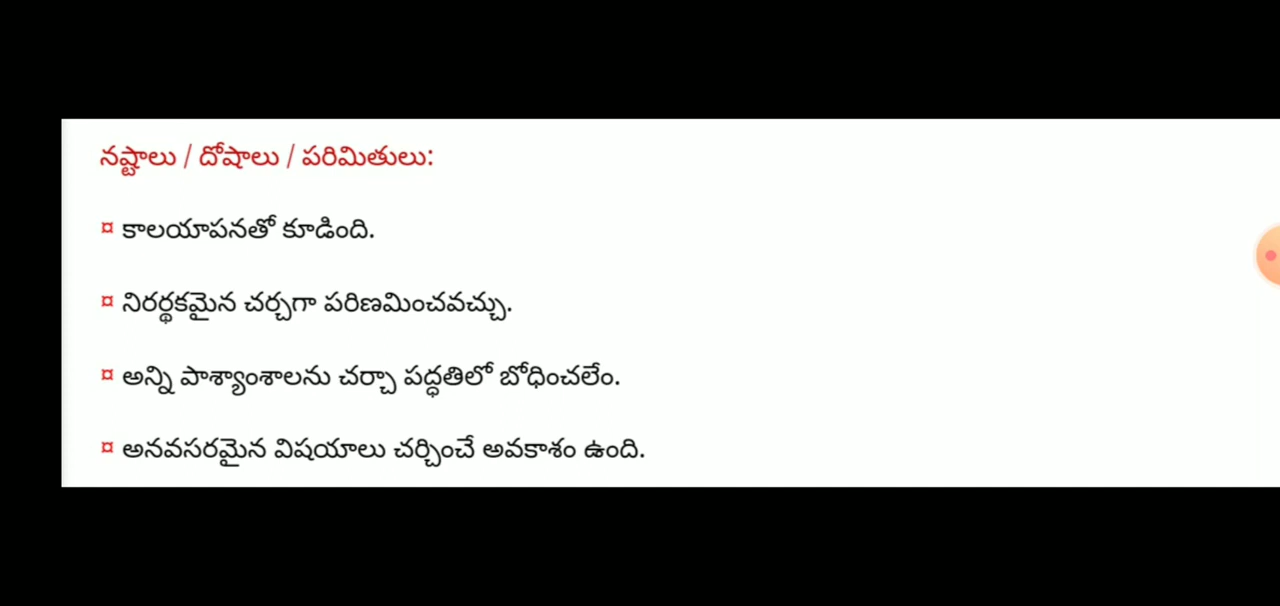 నష్టాలు / దోషాలు / పరిమితులు:
¤ కాలయాపనతో కూడింది.
¤ నిరర్థకమైన చర్చగా పరిణమించవచ్చు.
¤ అన్ని పాశ్యాంశాలను చర్చా పద్ధతిలో బోధించలేం.
¤ అనవసరమైన విషయాలు చర్చించే అవకాశం ఉంది.